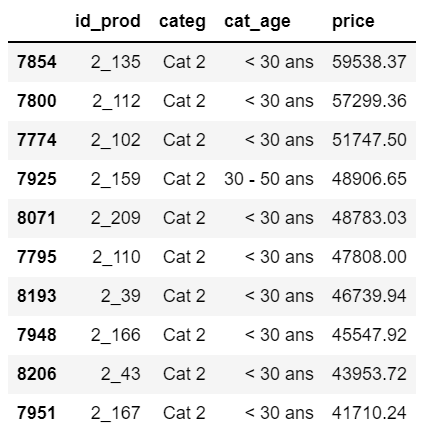 id_prod categ cat_age price
7854 2_135 Cat 2 < 30 ans 59538.37
7800 2_112 Cat 2 < 30 ans 57299.36
7774 2_102 Cat 2 < 30 ans 51747.50
7925 2_159 Cat 2 30 - 50 ans 48906.65
8071 2_209 Cat 2 < 30 ans 48783.03
7795 2_110 Cat 2 < 30 ans 47808.00
8193 2_39 Cat 2 < 30 ans 46739.94
7948 2_166 Cat 2 < 30 ans 45547.92
8206 2_43 Cat 2 < 30 ans 43953.72
7951 2_167 Cat 2 < 30 ans 41710.24